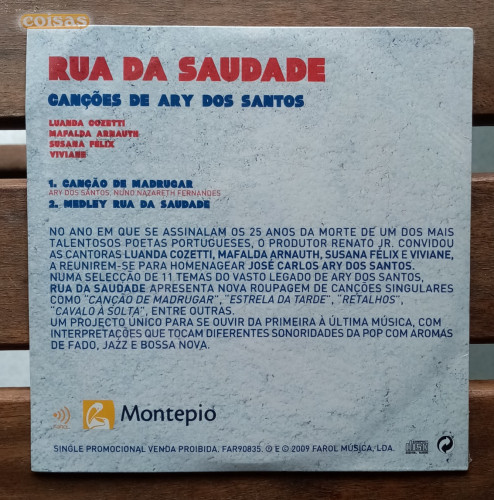 coisas
RUA DA SAUDADE
CANÇÕES DE ARY DOS SANTOS
LUANDA COZETTI
MAFALDA ARNAUTH
SUSANA FÉLIX
VIVIANE
1. CANÇÃO DE MADRUGAR
ARY DOS SANTOS, NUNO NAZARETH FERNANDES
2. MEDLEY RUA DA SAUDADE
NO ANO EM QUE SE ASSINALAM OS 25 ANOS DA MORTE DE UM DOS MAIS
TALENTOSOS POETAS PORTUGUESES, O PRODUTOR RENATO JR. CONVIDOU
AS CANTORAS LUANDA COZETTI, MAFALDA ARNAUTH, SUSANA FÉLIX E VIVIANE,
A REUNIREM-SE PARA HOMENAGEAR JOSÉ CARLOS ARY DOS SANTOS.
NUMA SELECÇÃO DE 11 TEMAS DO VASTO LEGADO DE ARY DOS SANTOS,
RUA DA SAUDADE APRESENTA NOVA ROUPAGEM DE CANÇÕES SINGULARES
COMO "CANÇÃO DE MADRUGAR", "ESTRELA DA TARDE", "RETALHOS",
"CAVALO À SOLTA", ENTRE OUTRAS.
UM PROJECTO ÚNICO PARA SE OUVIR DA PRIMEIRA À ÚLTIMA MÚSICA, COM
INTERPRETAÇÕES QUE TOCAM DIFERENTES SONORIDADES DA POP COM AROMAS
DE FADO, JAZZ E BOSSA NOVA.
Montepio
SINGLE PROMOCIONAL VENDA PROIBIDA. FAR90835. ℗ E © 2009 FAROL MÚSICA, LDA.